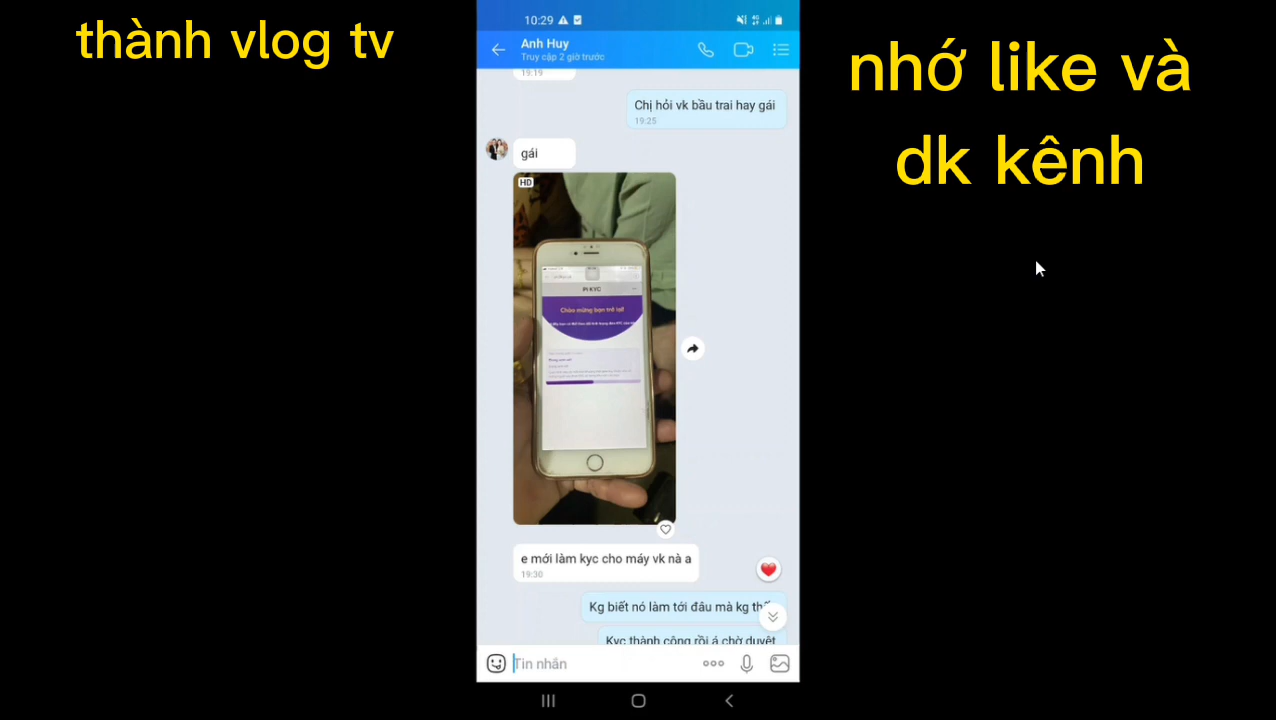 thành vlog tv
nhớ like và
dk kênh
10:29
Anh Huy
Truy cập 2 giờ trước
19:19
Chị hỏi vk bầu trai hay gái
19:25
gái
HD
PI KYC
Chào mừng bạn trở lại!
e mới làm kyc cho máy vk nà a
19:30
Kg biết nó làm tới đâu mà kg
Kyc thành công rồi á chờ duyệt
Tin nhắn